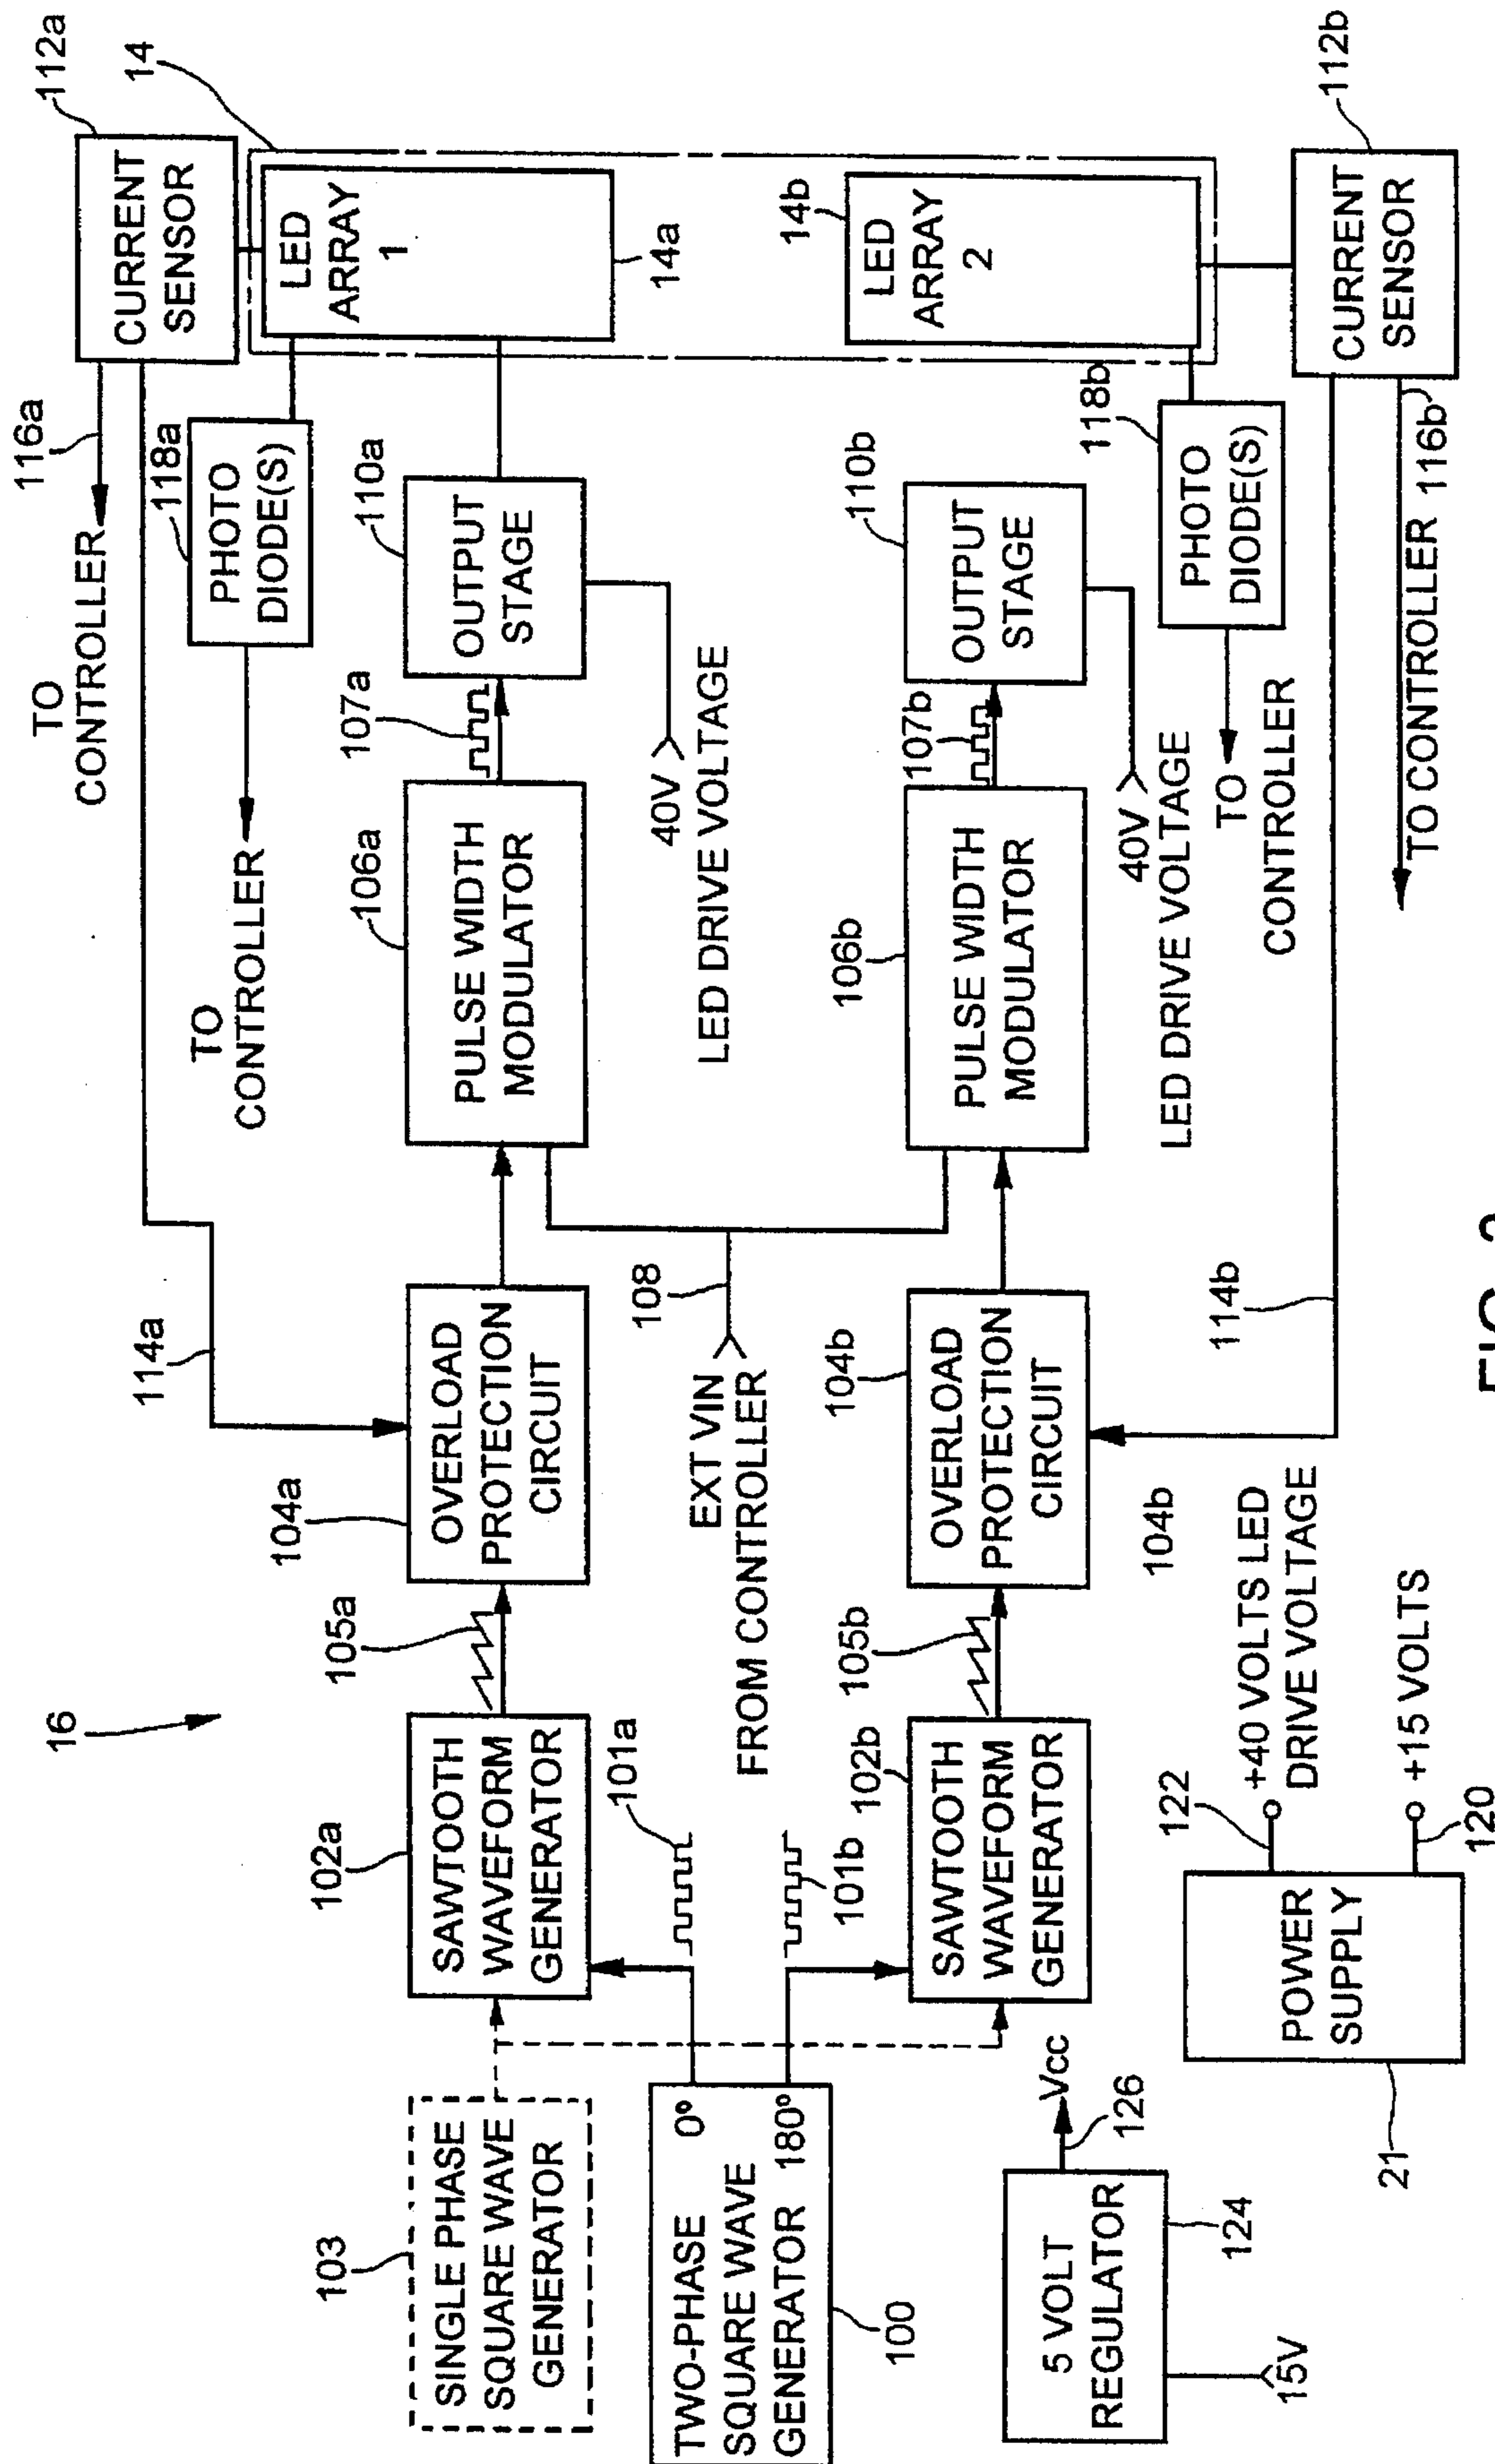 16
103
SINGLE PHASE
SQUARE WAVE
GENERATOR
TWO-PHASE
SQUARE WAVE
GENERATOR
0º
180º
100
102a
SAWTOOTH
WAVEFORM
GENERATOR
101a
101b
102b
SAWTOOTH
WAVEFORM
GENERATOR
105a
105b
104a
OVERLOAD
PROTECTION
CIRCUIT
114a
104b
OVERLOAD
PROTECTION
CIRCUIT
104b
114b
EXT VIN
FROM CONTROLLER
108
106a
PULSE WIDTH
MODULATOR
106b
PULSE WIDTH
MODULATOR
107a
107b
110a
OUTPUT
STAGE
40V
LED DRIVE VOLTAGE
110b
OUTPUT
STAGE
40V
LED DRIVE VOLTAGE
TO
CONTROLLER
116a
TO
CONTROLLER
118a
PHOTO
DIODE(S)
112a
CURRENT
SENSOR
14
LED
ARRAY
1
14a
14b
LED
ARRAY
2
118b
PHOTO
DIODE(S)
TO
CONTROLLER
112b
CURRENT
SENSOR
TO CONTROLLER
116b
5 VOLT
REGULATOR
15V
124
126
Vcc
POWER
SUPPLY
21
122
+40 VOLTS LED
DRIVE VOLTAGE
120
+15 VOLTS